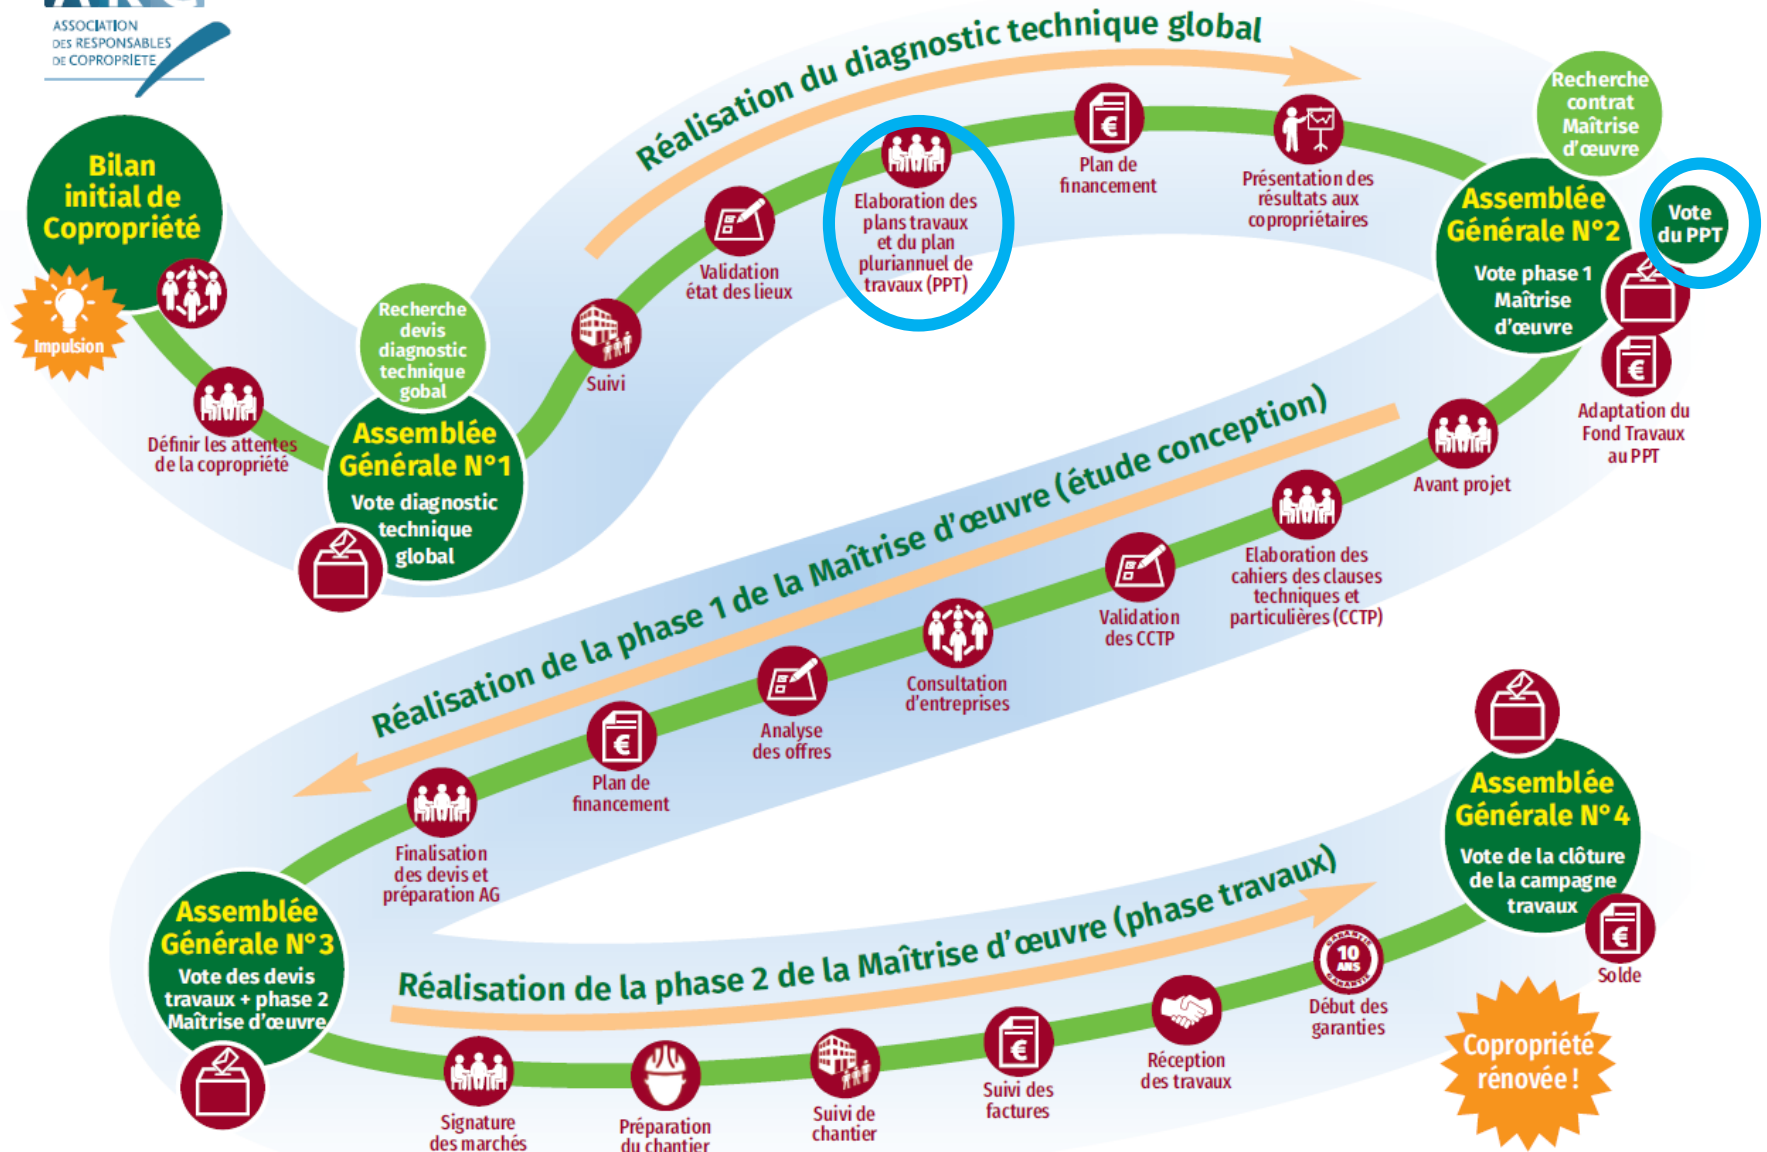 ARC
ASSOCIATION
DES RESPONSABLES
DE COPROPRIETE
Bilan
initial de
Copropriété
Impulsion
Définir les attentes
de la copropriété
Recherche
devis
diagnostic
technique
gobal
Assemblée
Générale N°1
Vote diagnostic
technique
global
Réalisation du diagnostic technique global
Suivi
Validation
état des lieux
Elaboration des
plans travaux
et du plan
pluriannuel de
travaux (PPT)
Plan de
financement
Présentation des
résultats aux
copropriétaires
Recherche
contrat
Maîtrise
d'œuvre
Assemblée
Générale N°2
Vote phase 1
Maîtrise
d'œuvre
Vote
du PPT
Adaptation du
Fond Travaux
au PPT
Réalisation de la phase 1 de la Maîtrise d'œuvre (étude conception)
Avant projet
Elaboration des
cahiers des clauses
techniques et
particulières (CCTP)
Validation
des CCTP
Consultation
d'entreprises
Analyse
des offres
Plan de
financement
Finalisation
des devis et
préparation AG
Assemblée
Générale N°3
Vote des devis
travaux + phase 2
Maîtrise d'œuvre
Réalisation de la phase 2 de la Maîtrise d'œuvre (phase travaux)
Signature
des marchés
Préparation
du chantier
Suivi de
chantier
Suivi des
factures
Réception
des travaux
GARANTIE
10
ANS
GARANTIE
Début des
garanties
Assemblée
Générale N°4
Vote de la clôture
de la campagne
travaux
Solde
Copropriété
rénovée !